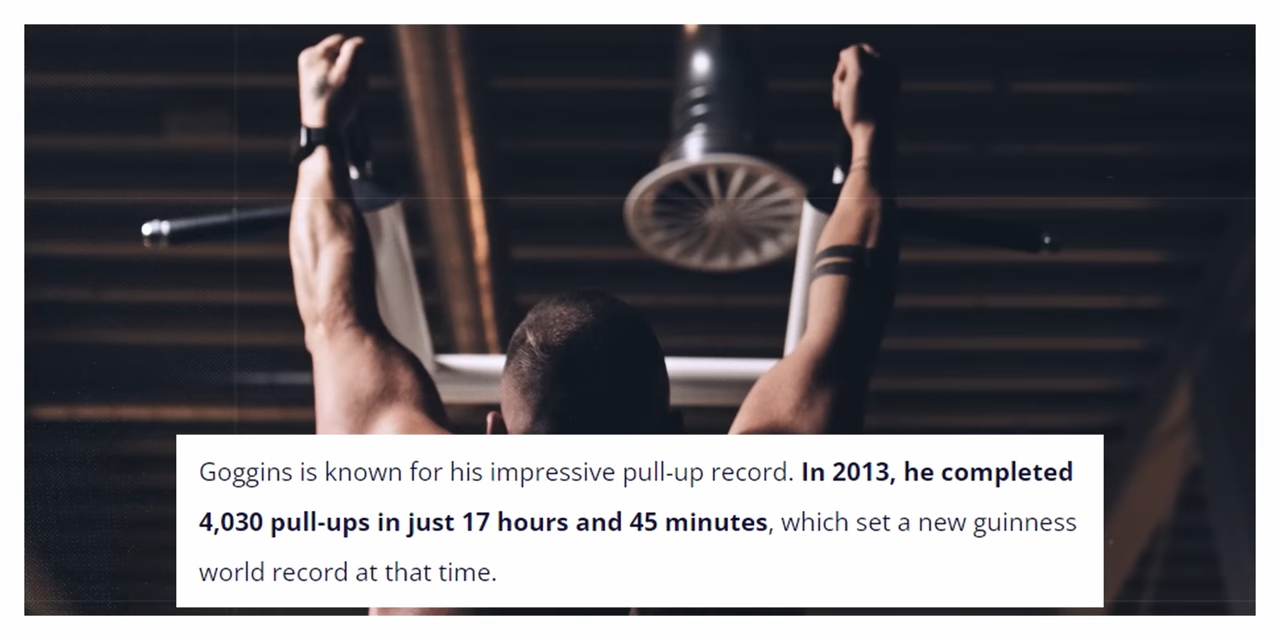 Goggins is known for his impressive pull-up record. In 2013, he completed
4,030 pull-ups in just 17 hours and 45 minutes, which set a new guinness
world record at that time.